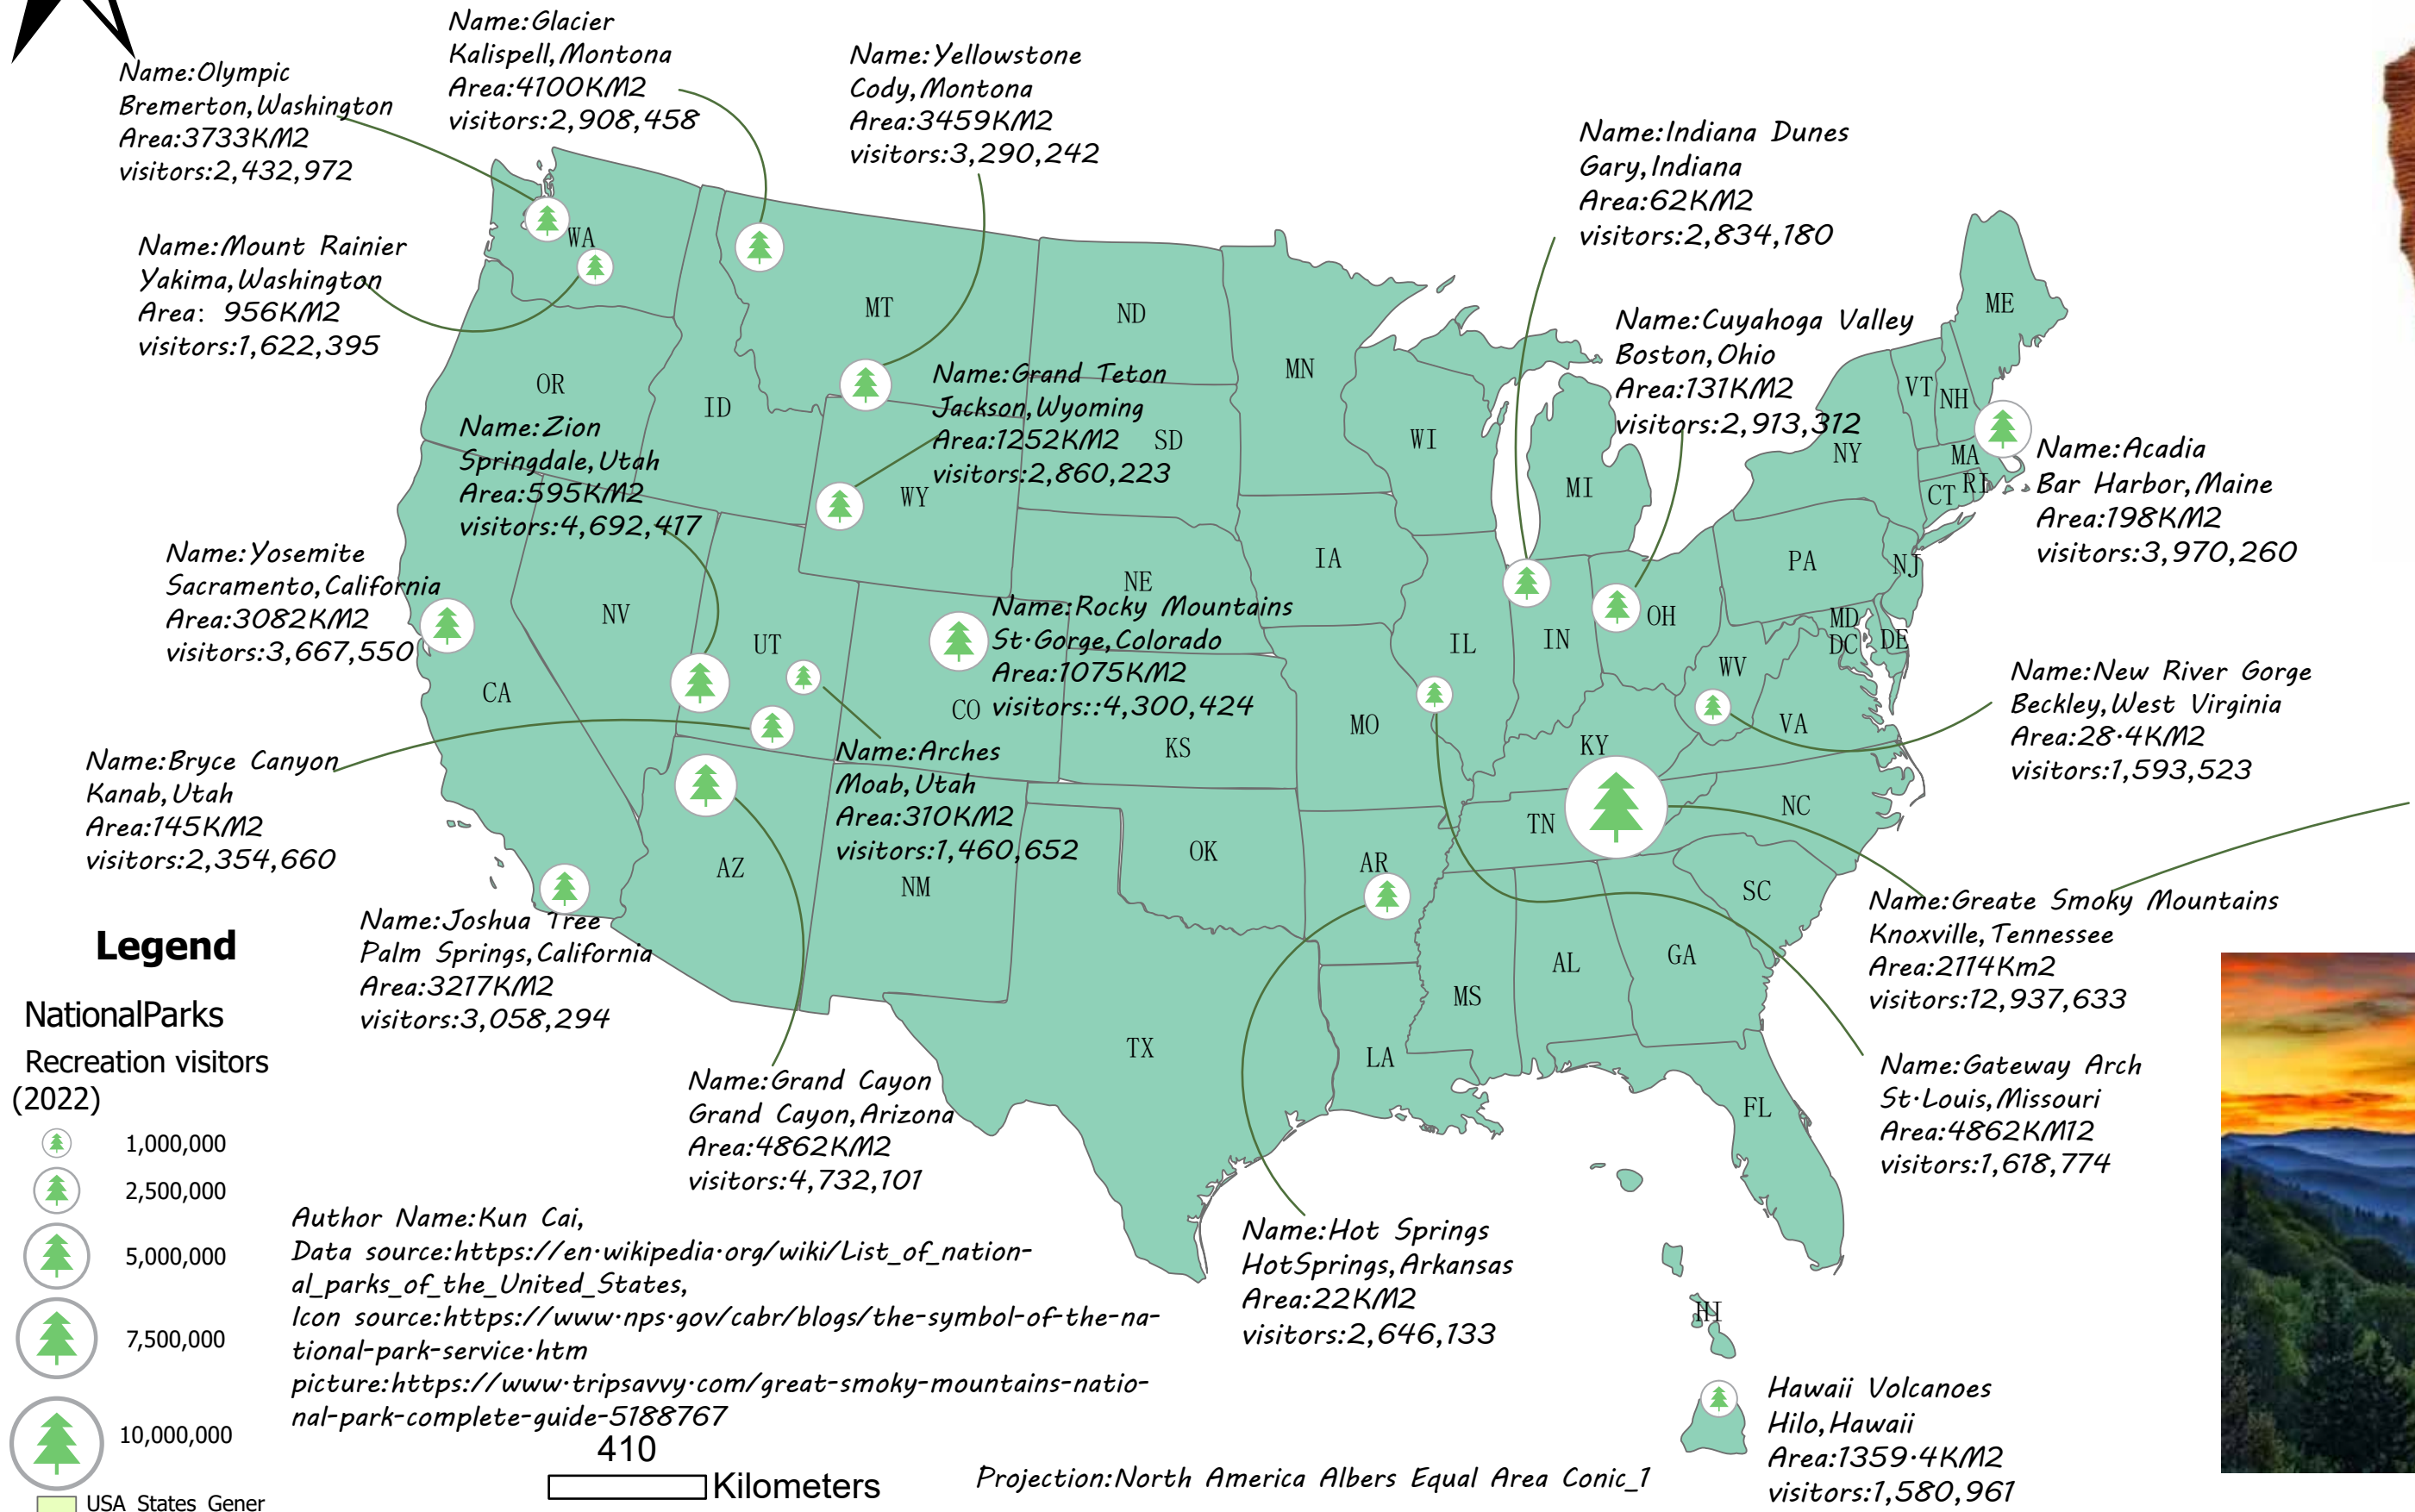 Name:Glacier
Kalispell,Montona
Area:4100KM2
visitors:2,908,458
Name:Yellowstone
Cody,Montona
Area:3459KM2
visitors:3,290,242
Name:Olympic
Bremerton,Washington
Area:3733KM2
visitors:2,432,972
Name:Indiana Dunes
Gary,Indiana
Area:62KM2
visitors:2,834,180
Name:Mount Rainier
Yakima,Washington
Area: 956KM2
visitors:1,622,395
Name:Cuyahoga Valley
Boston,Ohio
Area:131KM2
visitors:2,913,312
Name:Grand Teton
Jackson,Wyoming
Area:1252KM2
visitors:2,860,223
Name:Zion
Springdale,Utah
Area:595KM2
visitors:4,692,417
Name:Acadia
Bar Harbor,Maine
Area:198KM2
visitors:3,970,260
Name:Yosemite
Sacramento,California
Area:3082KM2
visitors:3,667,550
Name:Rocky Mountains
St·Gorge,Colorado
Area:1075KM2
visitors::4,300,424
Name:New River Gorge
Beckley,West Virginia
Area:28·4KM2
visitors:1,593,523
Name:Bryce Canyon
Kanab,Utah
Area:145KM2
visitors:2,354,660
Name:Arches
Moab,Utah
Area:310KM2
visitors:1,460,652
Name:Joshua Tree
Palm Springs,California
Area:3217KM2
visitors:3,058,294
Name:Greate Smoky Mountains
Knoxville,Tennessee
Area:2114Km2
visitors:12,937,633
Name:Grand Cayon
Grand Cayon,Arizona
Area:4862KM2
visitors:4,732,101
Name:Gateway Arch
St·Louis,Missouri
Area:4862KM12
visitors:1,618,774
Name:Hot Springs
HotSprings,Arkansas
Area:22KM2
visitors:2,646,133
Hawaii Volcanoes
Hilo,Hawaii
Area:1359·4KM2
visitors:1,580,961
WA
MT
ND
MN
ME
OR
ID
SD
WI
MI
VT
NH
NY
MA
RI
CT
WY
IA
PA
NJ
NE
NV
UT
IL
IN
OH
MD
DC
DE
WV
CA
CO
KS
MO
KY
VA
AZ
NM
OK
AR
TN
NC
SC
TX
LA
MS
AL
GA
FL
HI
Legend
NationalParks
Recreation visitors
(2022)
1,000,000
2,500,000
5,000,000
7,500,000
10,000,000
USA States Gener
Author Name:Kun Cai,
Data source:https://en·wikipedia·org/wiki/List_of_nation-
al_parks_of_the_United_States,
Icon source:https://www·nps·gov/cabr/blogs/the-symbol-of-the-na-
tional-park-service·htm
picture:https://www·tripsavvy·com/great-smoky-mountains-natio-
nal-park-complete-guide-5188767
410
Kilometers
Projection:North America Albers Equal Area Conic_1